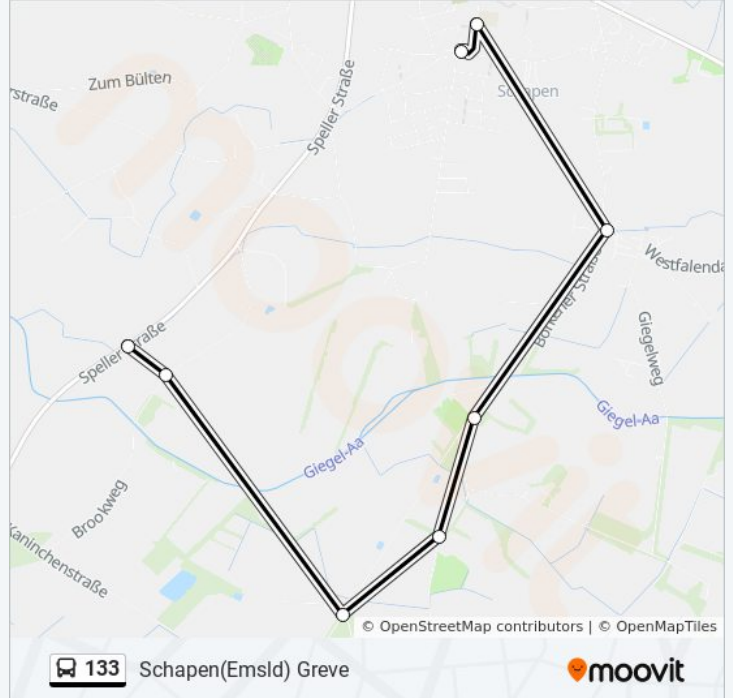 Zum Bülten
rstraße
Speller Straße
Schapen
Westfalenda
Borkener Straße
Giegelweg
Speller Straße
Giegel-Aa
Giegel-Aa
Brookweg
Kaninchenstraße
© OpenStreetMap contributors | © OpenMapTiles
133 Schapen(Emsld) Greve
moovit